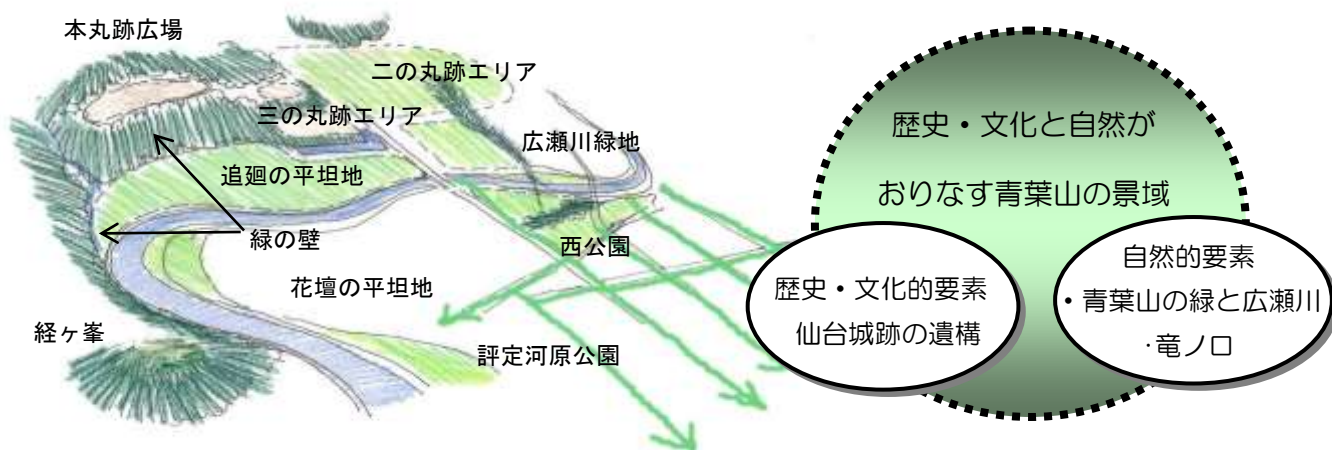 本丸跡広場
二の丸跡エリア
三の丸跡エリア
広瀬川緑地
追廻の平坦地
緑の壁
西公園
花壇の平坦地
経ヶ峯
評定河原公園
歴史・文化と自然が
おりなす青葉山の景域
歴史・文化的要素
仙台城跡の遺構
自然的要素
・青葉山の緑と広瀬川
・竜ノ口